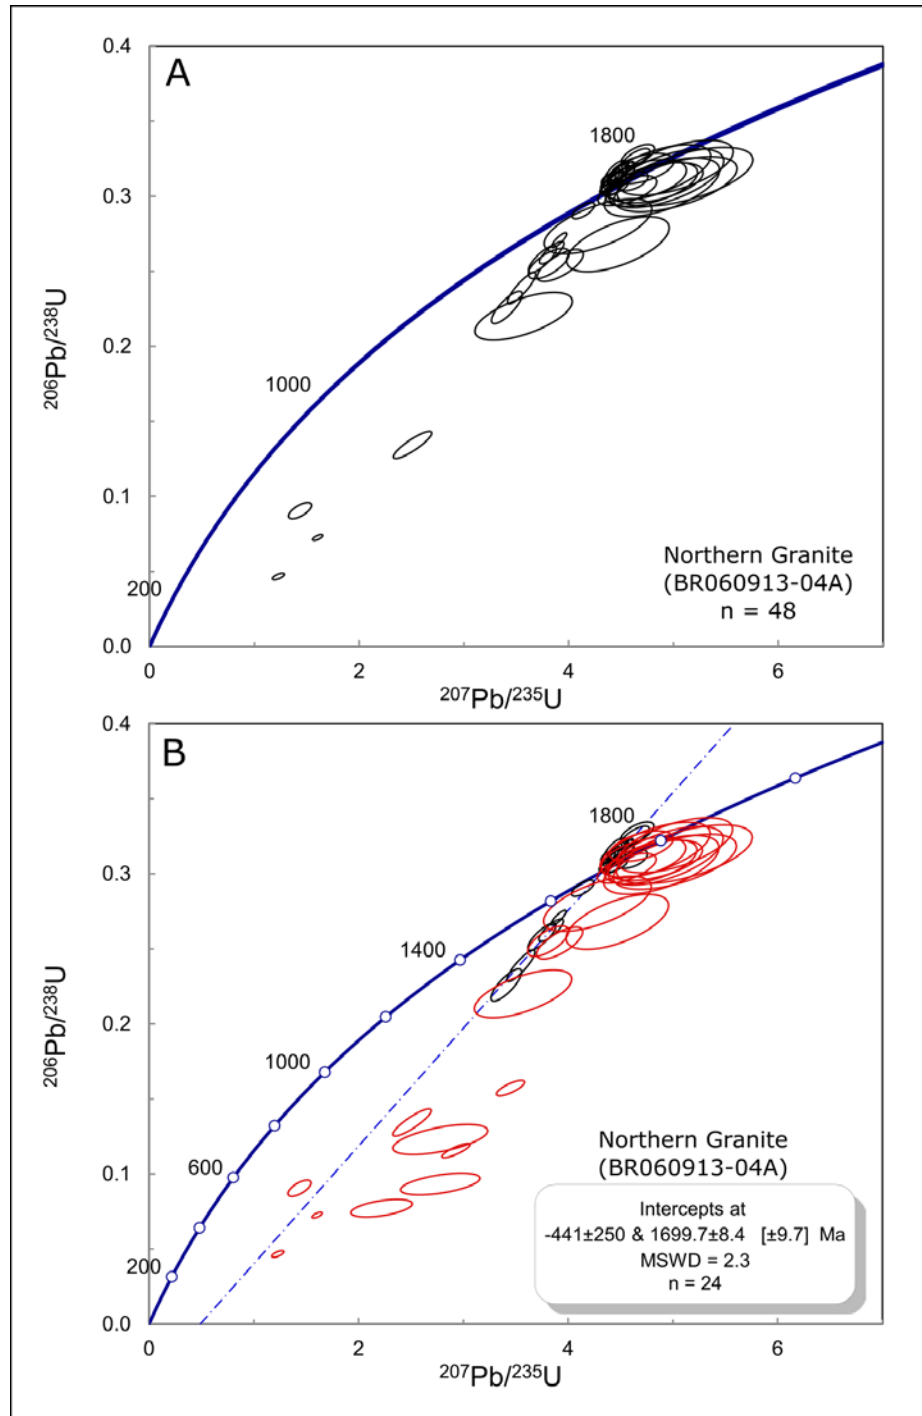 A
0.4
0.3
0.2
0.1
0.0
1800
1000
200
²⁰⁶Pb/²³⁸U
Northern Granite
(BR060913-04A)
n = 48
0 2 4 6
²⁰⁷Pb/²³⁵U
B
0.4
0.3
0.2
0.1
0.0
1800
1400
1000
600
200
²⁰⁶Pb/²³⁸U
Northern Granite
(BR060913-04A)
Intercepts at
-441±250 & 1699.7±8.4 [±9.7] Ma
MSWD = 2.3
n = 24
0 2 4 6
²⁰⁷Pb/²³⁵U